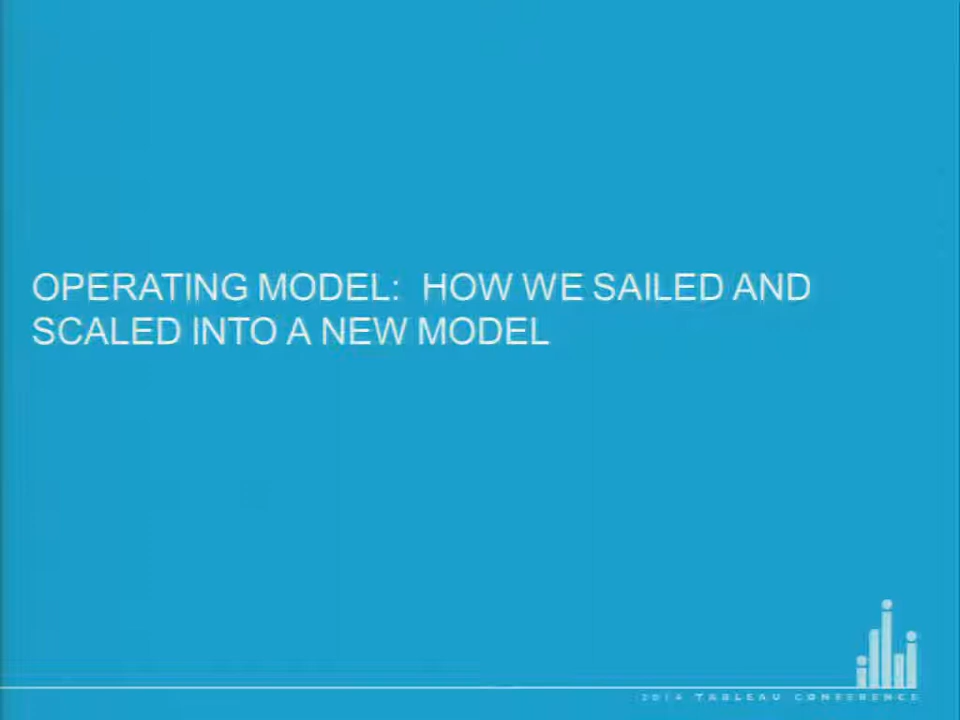 OPERATING MODEL: HOW WE SAILED AND
SCALED INTO A NEW MODEL
2014 TABLEAU CONFERENCE